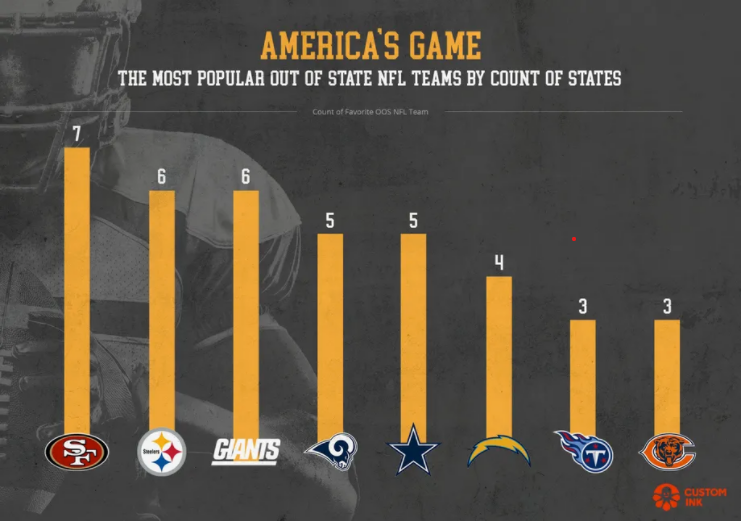 AMERICA'S GAME
THE MOST POPULAR OUT OF STATE NFL TEAMS BY COUNT OF STATES
Count of Favorite OOS NFL Team
7
6
6
5
5
4
3
3
SF
Steelers
GIANTS
T
C
CUSTOM
INK